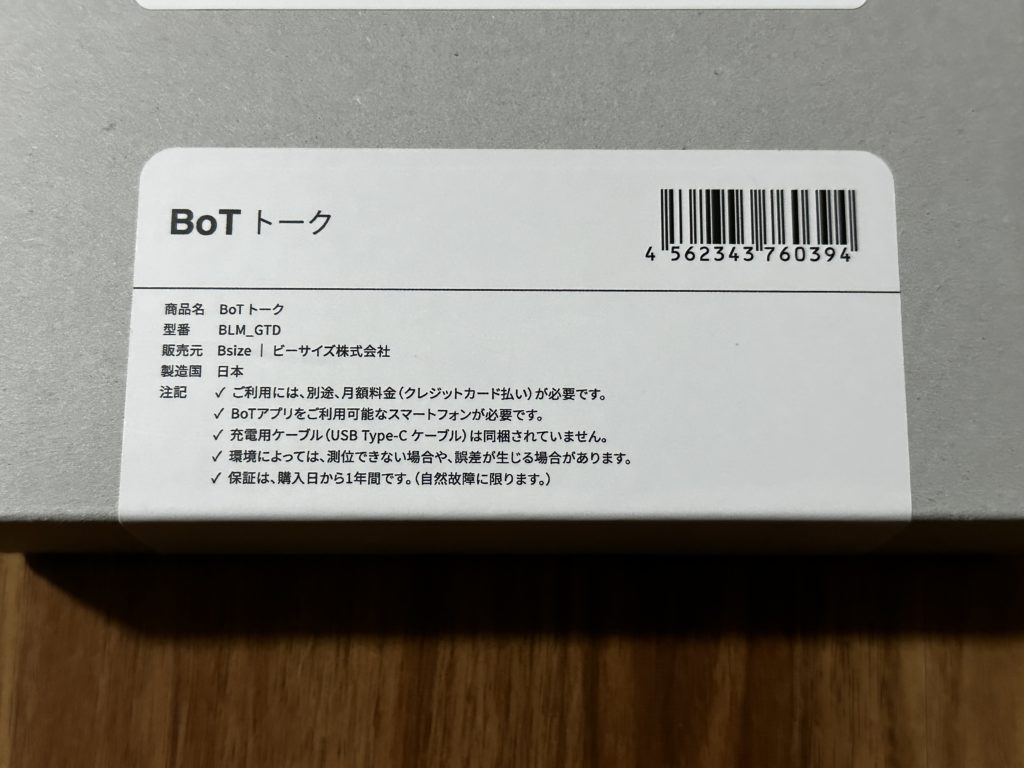 BoT トーク
4 562343 760394
商品名 BoT トーク
型番 BLM_GTD
販売元 Bsize | ビーサイズ株式会社
製造国 日本
注記 ✓ ご利用には、別途、月額料金（クレジットカード払い）が必要です。
✓ BoTアプリをご利用可能なスマートフォンが必要です。
✓ 充電用ケーブル（USB Type-C ケーブル）は同梱されていません。
✓ 環境によっては、測位できない場合や、誤差が生じる場合があります。
✓ 保証は、購入日から1年間です。（自然故障に限ります。）